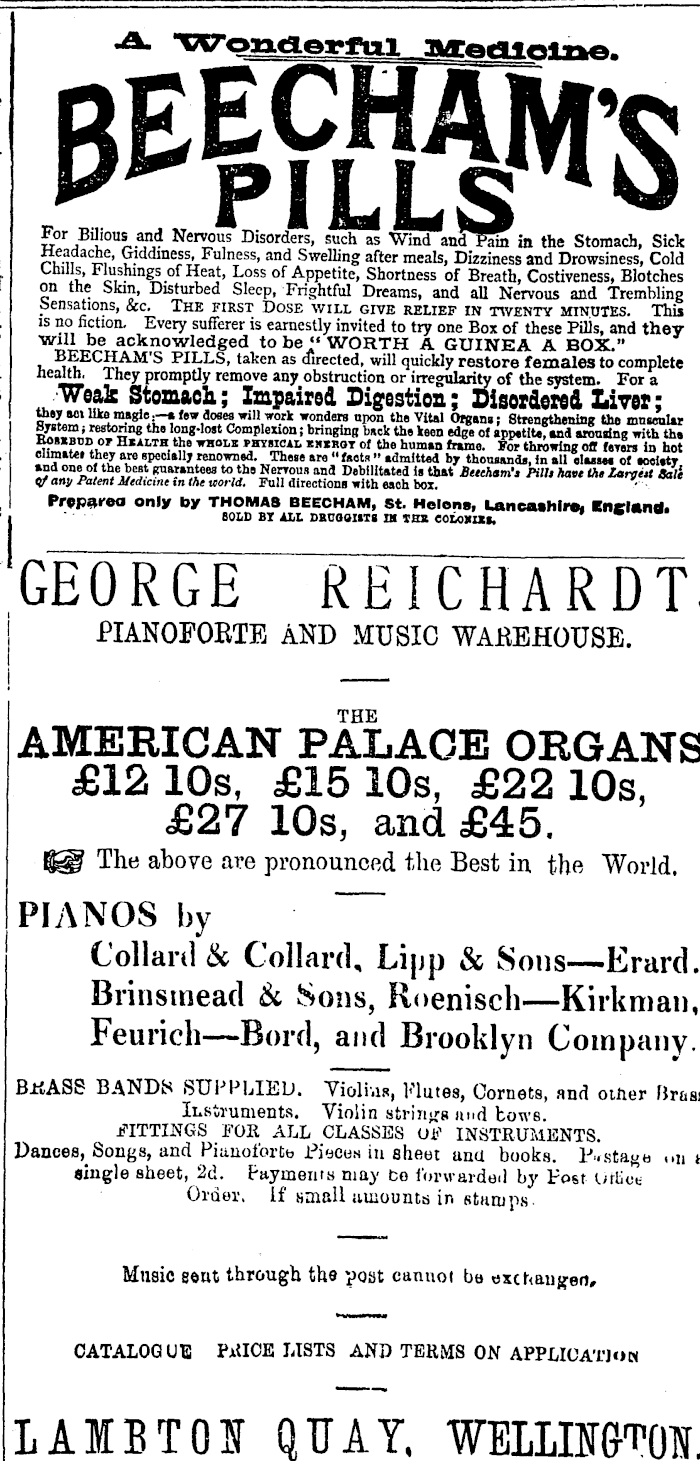 A Wonderful Medicine.
BEECHAM'S
PILLS
For Bilious and Nervous Disorders, such as Wind and Pain in the Stomach, Sick
Headache, Giddiness, Fulness, and Swelling after meals, Dizziness and Drowsiness, Cold
Chills, Flushings of Heat, Loss of Appetite, Shortness of Breath, Costiveness, Blotches
on the Skin, Disturbed Sleep, Frightful Dreams, and all Nervous and Trembling
Sensations, &c. THE FIRST DOSE WILL GIVE RELIEF IN TWENTY MINUTES. This
is no fiction. Every sufferer is earnestly invited to try one Box of these Pills, and they
will be acknowledged to be "WORTH A GUINEA A BOX."
BEECHAM'S PILLS, taken as directed, will quickly restore females to complete
health. They promptly remove any obstruction or irregularity of the system. For a
Weak Stomach; Impaired Digestion; Disordered Liver;
they act like magic;—a few doses will work wonders upon the Vital Organs; Strengthening the muscular
System; restoring the long-lost Complexion; bringing back the keen edge of appetite, and arousing with the
ROSEBUD OF HEALTH the WHOLE PHYSICAL ENERGY of the human frame. For throwing off fevers in hot
climates they are specially renowned. These are "facts" admitted by thousands, in all classes of society,
and one of the best guarantees to the Nervous and Debilitated is that Beecham's Pills have the Largest Sale
of any Patent Medicine in the world. Full directions with each box.
Prepared only by THOMAS BEECHAM, St. Helens, Lancashire, England.
SOLD BY ALL DRUGGISTS IN THE COLONIES.
GEORGE REICHARDT.
PIANOFORTE AND MUSIC WAREHOUSE.
THE
AMERICAN PALACE ORGANS
£12 10s, £15 10s, £22 10s,
£27 10s, and £45.
☞ The above are pronounced the Best in the World.
PIANOS by
Collard & Collard, Lipp & Sons—Erard.
Brinsmead & Sons, Roenisch—Kirkman,
Feurich—Bord, and Brooklyn Company.
BRASS BANDS SUPPLIED. Violins, Flutes, Cornets, and other Brass
Instruments. Violin strings and bows.
FITTINGS FOR ALL CLASSES OF INSTRUMENTS.
Dances, Songs, and Pianoforte Pieces in sheet and books. Postage on a
single sheet, 2d. Payments may be forwarded by Post Office
Order. If small amounts in stamps.
Music sent through the post cannot be exchanged.
CATALOGUE PRICE LISTS AND TERMS ON APPLICATION
LAMBTON QUAY, WELLINGTON.